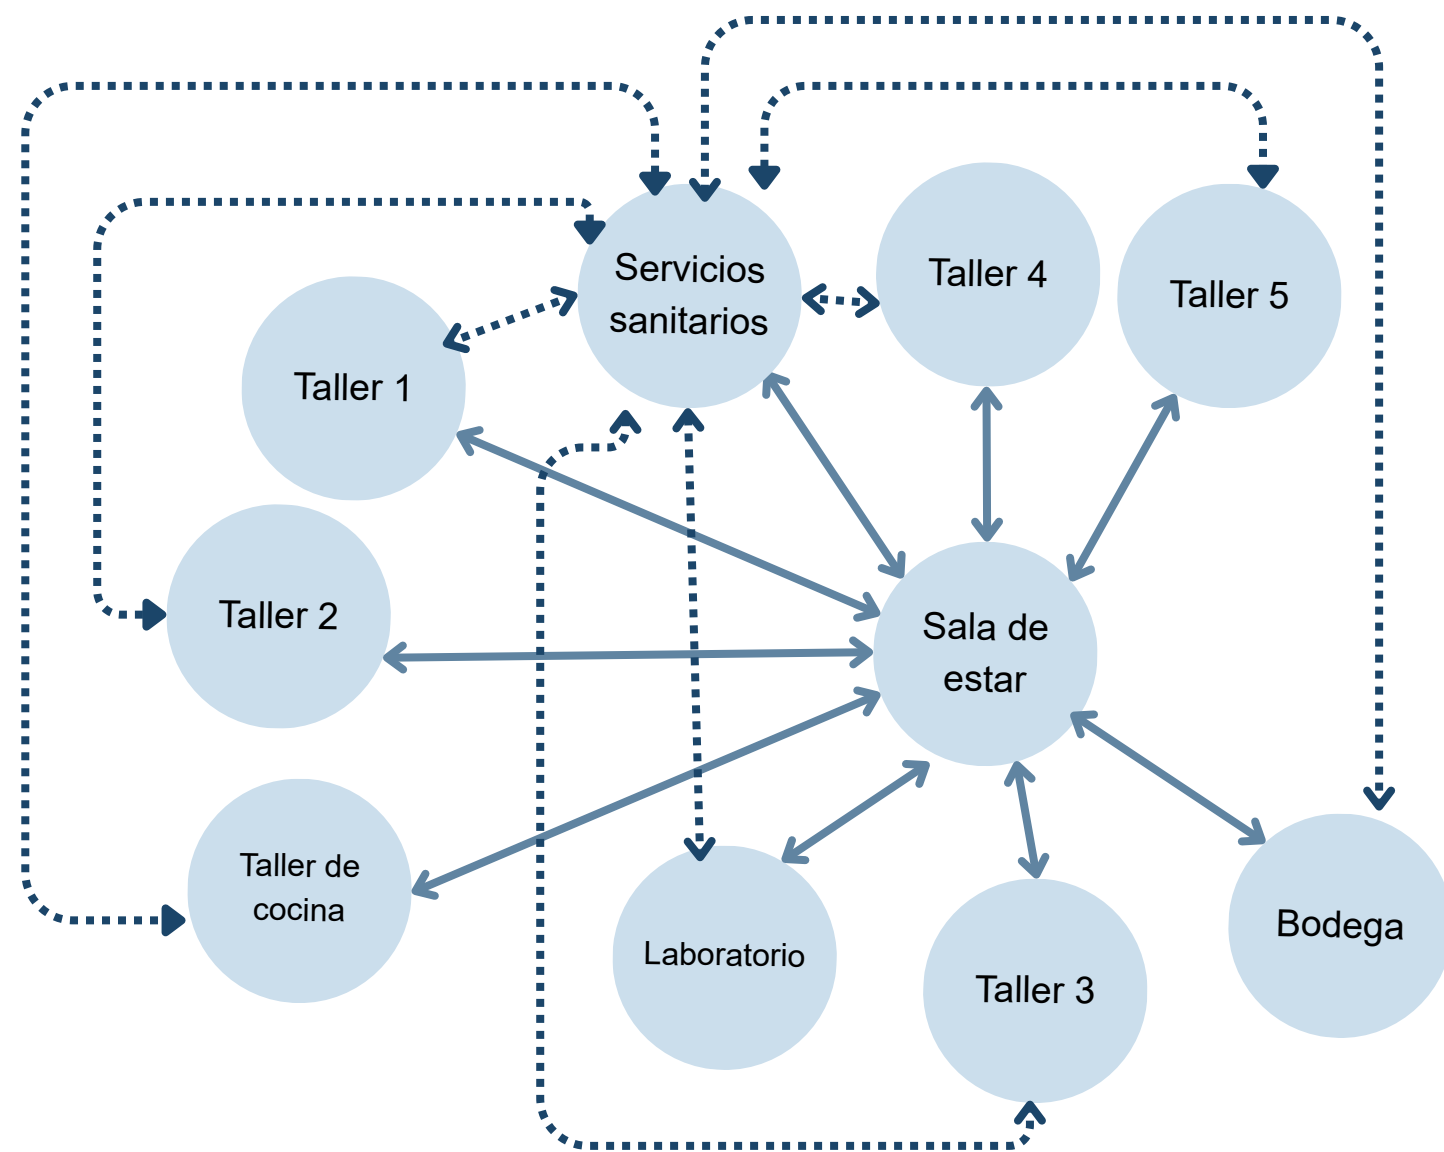 Servicios
sanitarios
Taller 4
Taller 5
Taller 1
Taller 2
Sala de
estar
Taller de
cocina
Laboratorio
Taller 3
Bodega